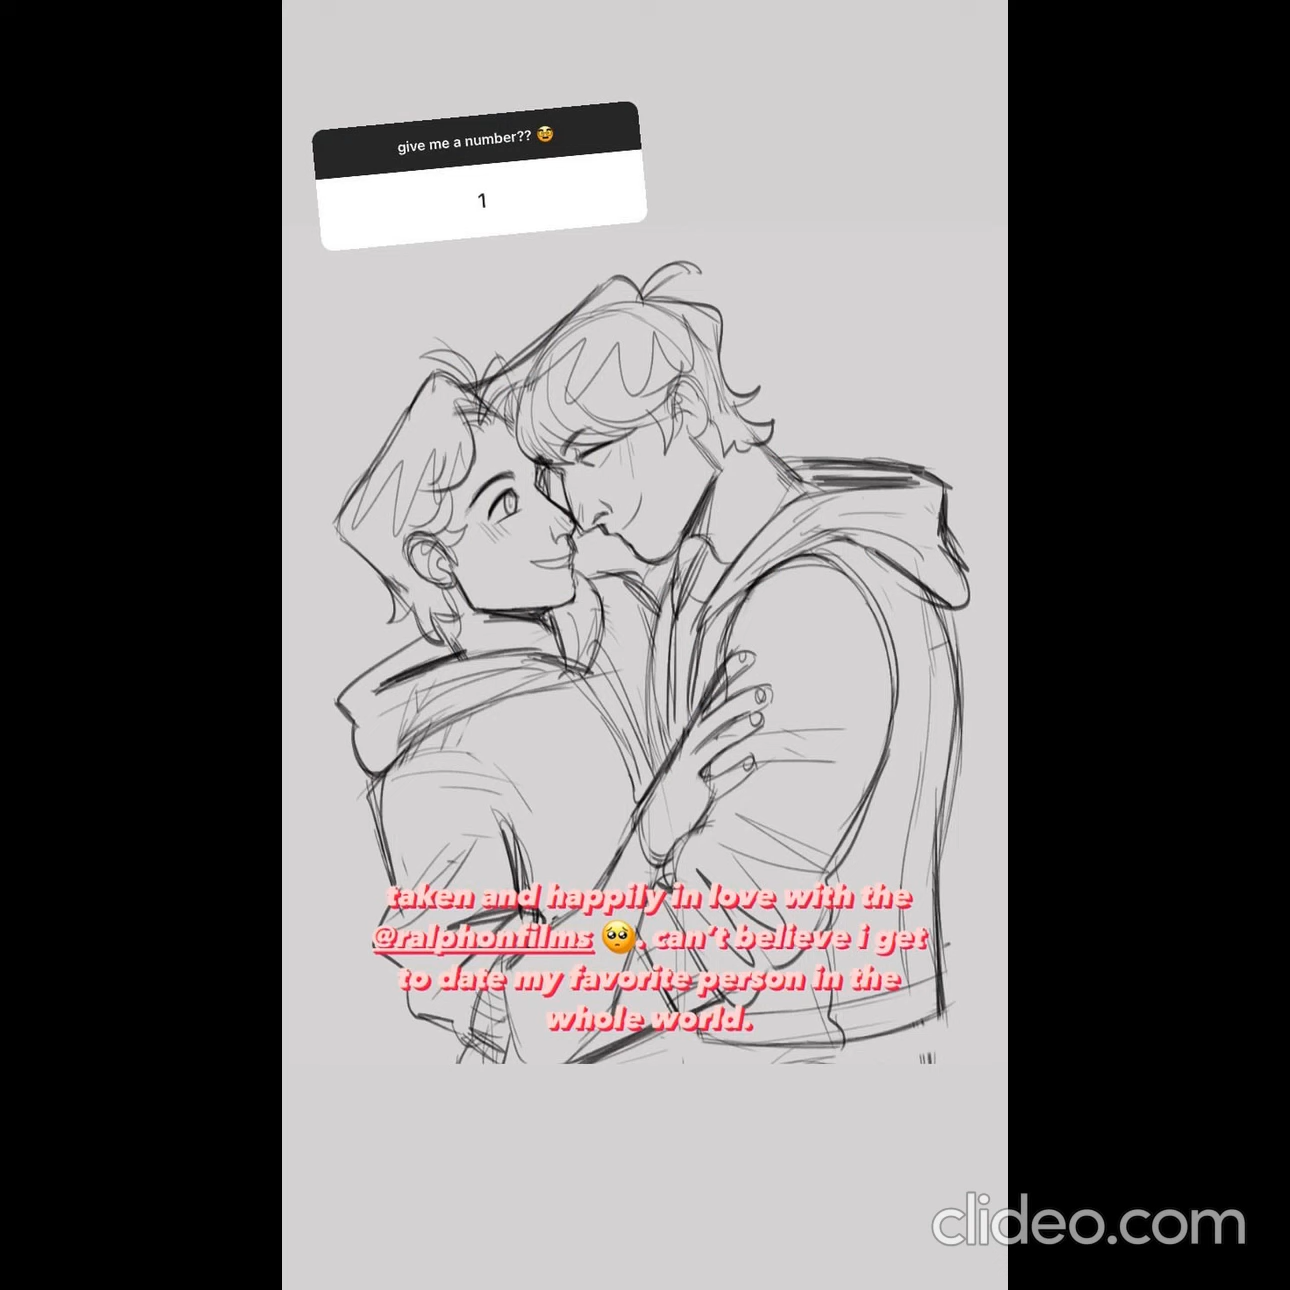 give me a number?? 🥸
1
taken and happily in love with the
@ralphonfilms 🥺. can't believe i get
to date my favorite person in the
whole world.
clideo.com